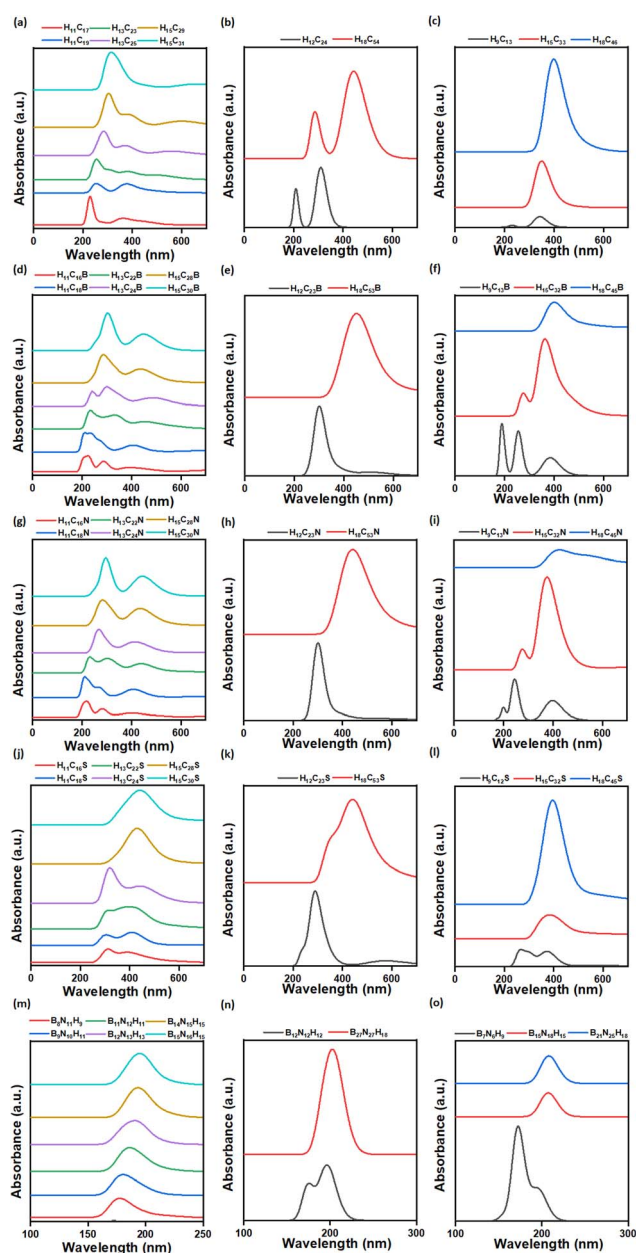 (a) H₁₁C₁₇ H₁₃C₂₃ H₁₅C₂₉
H₁₁C₁₉ H₁₃C₂₅ H₁₅C₃₁
Absorbance (a.u.)
0 200 400 600
Wavelength (nm)
(b) H₁₂C₂₄ H₁₈C₅₄
Absorbance (a.u.)
0 200 400 600
Wavelength (nm)
(c) H₉C₁₃ H₁₅C₃₃ H₁₈C₄₆
Absorbance (a.u.)
0 200 400 600
Wavelength (nm)
(d) H₁₁C₁₆B H₁₃C₂₂B H₁₅C₂₈B
H₁₁C₁₈B H₁₃C₂₄B H₁₅C₃₀B
Absorbance (a.u.)
0 200 400 600
Wavelength (nm)
(e) H₁₂C₂₃B H₁₈C₅₃B
Absorbance (a.u.)
0 200 400 600
Wavelength (nm)
(f) H₉C₁₃B H₁₅C₃₂B H₁₈C₄₅B
Absorbance (a.u.)
0 200 400 600
Wavelength (nm)
(g) H₁₁C₁₆N H₁₃C₂₂N H₁₅C₂₈N
H₁₁C₁₈N H₁₃C₂₄N H₁₅C₃₀N
Absorbance (a.u.)
0 200 400 600
Wavelength (nm)
(h) H₁₂C₂₃N H₁₈C₅₃N
Absorbance (a.u.)
0 200 400 600
Wavelength (nm)
(i) H₉C₁₃N H₁₅C₃₂N H₁₈C₄₅N
Absorbance (a.u.)
0 200 400 600
Wavelength (nm)
(j) H₁₁C₁₆S H₁₃C₂₂S H₁₅C₂₈S
H₁₁C₁₈S H₁₃C₂₄S H₁₅C₃₀S
Absorbance (a.u.)
0 200 400 600
Wavelength (nm)
(k) H₁₂C₂₃S H₁₈C₅₃S
Absorbance (a.u.)
0 200 400 600
Wavelength (nm)
(l) H₉C₁₂S H₁₅C₃₂S H₁₈C₄₅S
Absorbance (a.u.)
0 200 400 600
Wavelength (nm)
(m) B₈N₁₁H₉ B₁₁N₁₂H₁₁ B₁₄N₁₅H₁₅
B₉N₁₀H₁₁ B₁₂N₁₃H₁₃ B₁₅N₁₆H₁₅
Absorbance (a.u.)
100 150 200 250
Wavelength (nm)
(n) B₁₂N₁₂H₁₂ B₂₇N₂₇H₁₈
Absorbance (a.u.)
100 200 300
Wavelength (nm)
(o) B₇N₆H₉ B₁₅N₁₈H₁₅ B₂₁N₂₅H₁₈
Absorbance (a.u.)
100 200 300
Wavelength (nm)